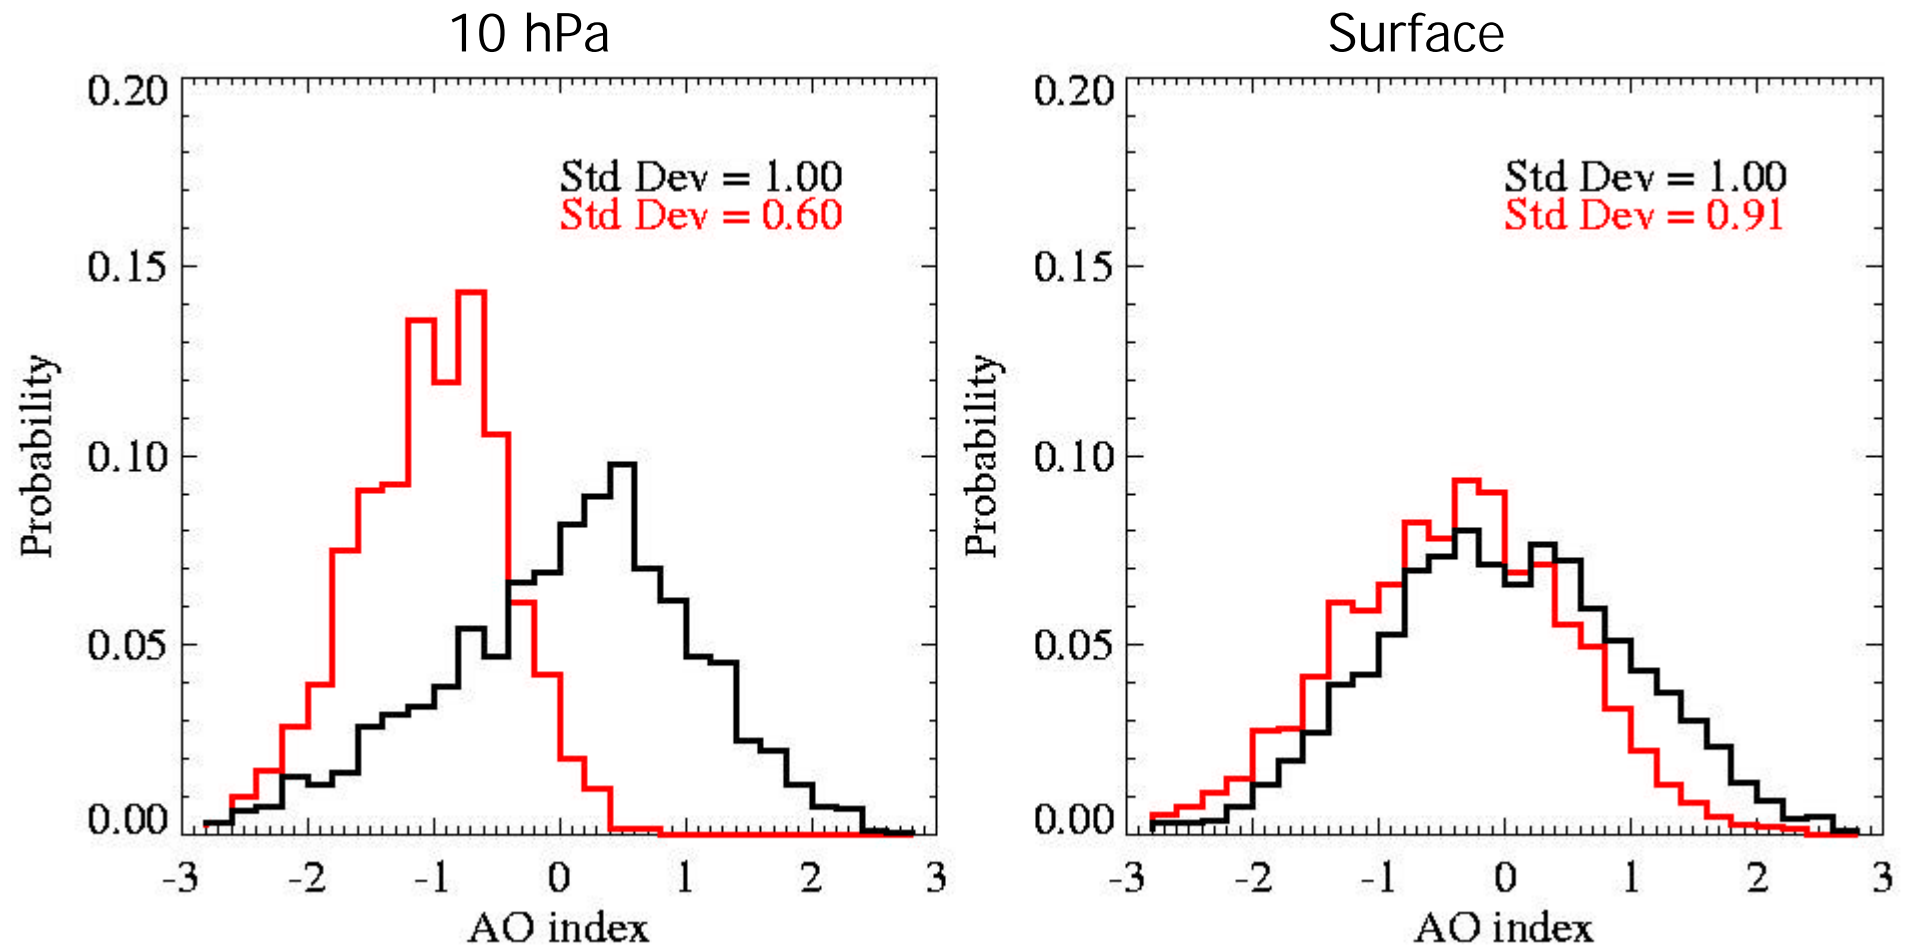 10 hPa
0.20
0.15
0.10
0.05
0.00
Probability
Std Dev = 1.00
Std Dev = 0.60
-3 -2 -1 0 1 2 3
AO index
Surface
0.20
0.15
0.10
0.05
0.00
Probability
Std Dev = 1.00
Std Dev = 0.91
-3 -2 -1 0 1 2 3
AO index